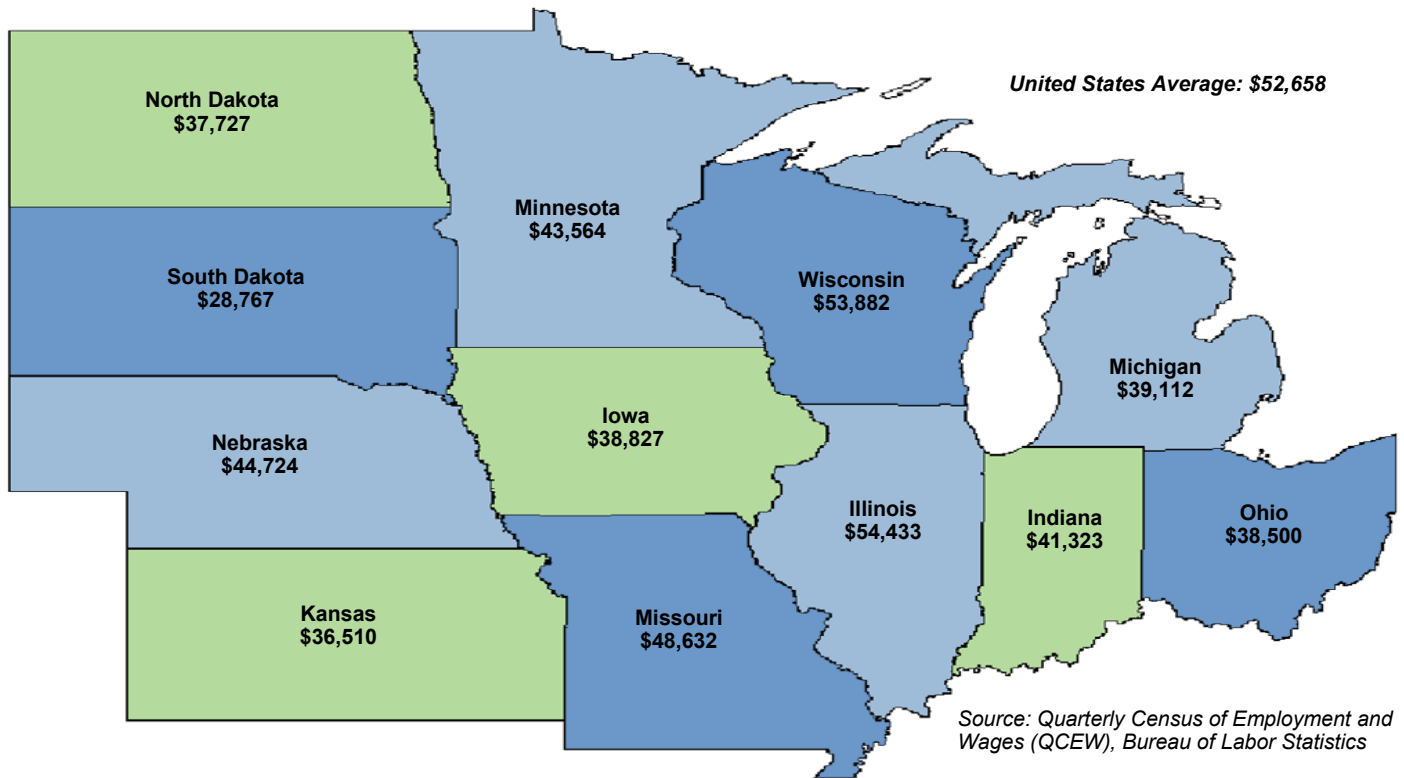 United States Average: $52,658
North Dakota
$37,727
Minnesota
$43,564
South Dakota
$28,767
Wisconsin
$53,882
Michigan
$39,112
Iowa
$38,827
Nebraska
$44,724
Illinois
$54,433
Indiana
$41,323
Ohio
$38,500
Kansas
$36,510
Missouri
$48,632
Source: Quarterly Census of Employment and
Wages (QCEW), Bureau of Labor Statistics